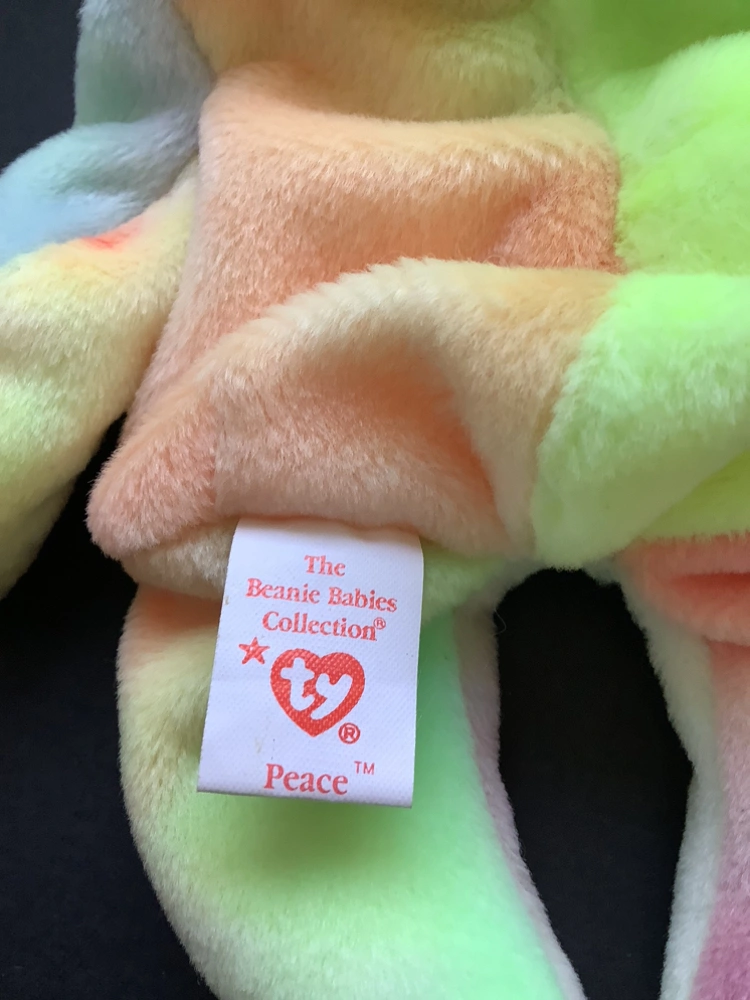 The
Beanie Babies
Collection®
ty®
Peace™